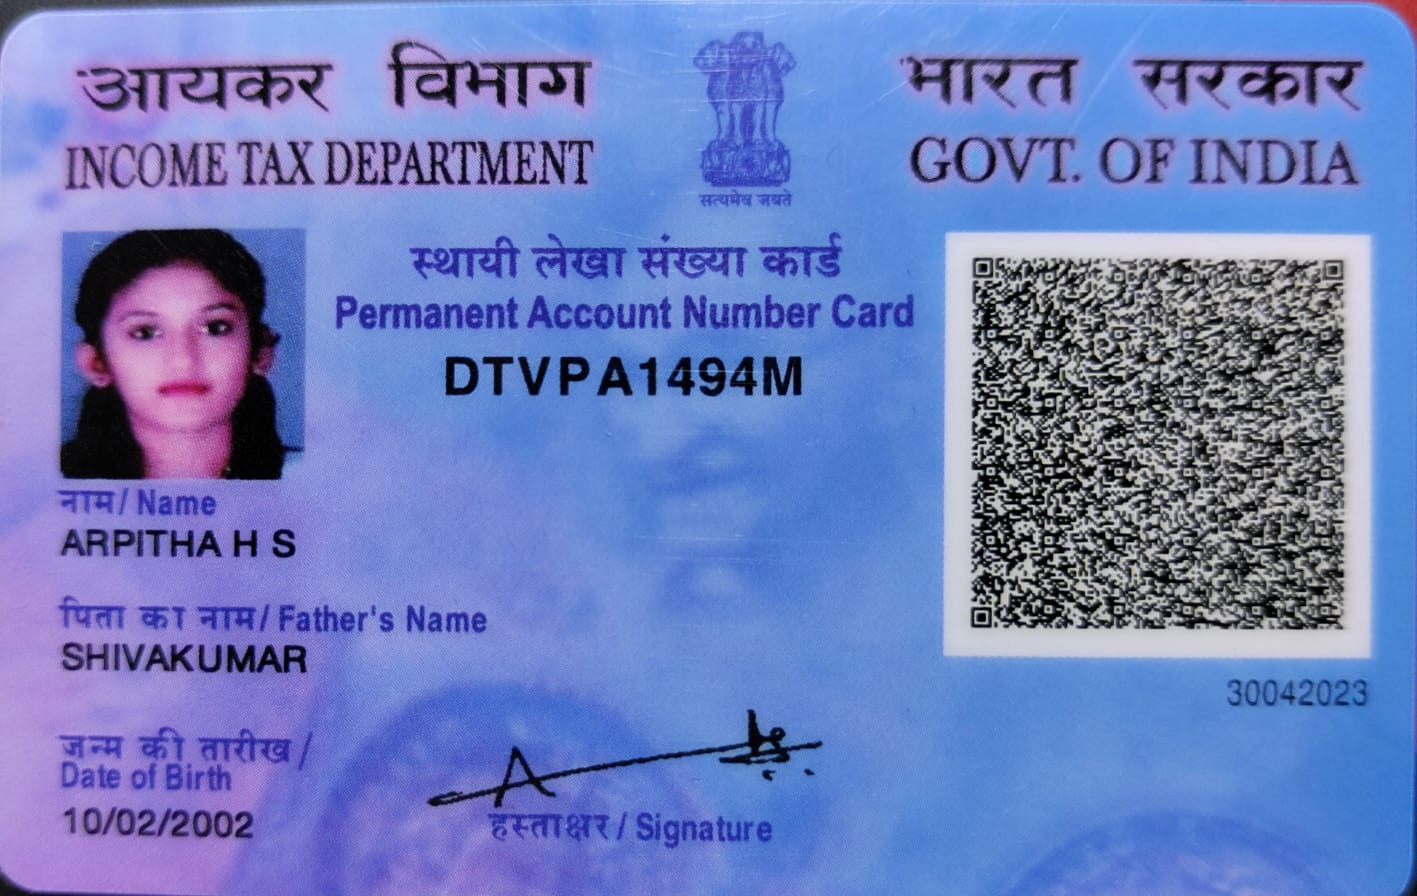 आयकर विभाग
INCOME TAX DEPARTMENT
सत्यमेव जयते
भारत सरकार
GOVT. OF INDIA
स्थायी लेखा संख्या कार्ड
Permanent Account Number Card
DTVPA1494M
नाम/ Name
ARPITHA H S
पिता का नाम/ Father's Name
SHIVAKUMAR
जन्म की तारीख/
Date of Birth
10/02/2002
हस्ताक्षर/ Signature
30042023